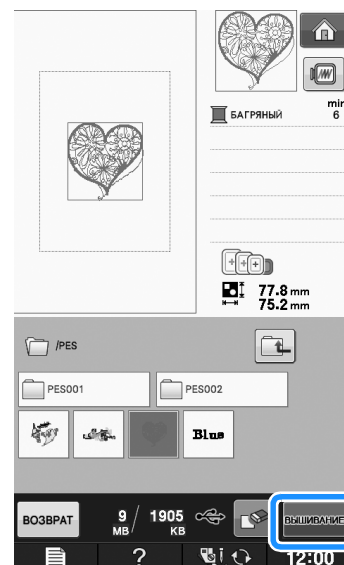 БАГРЯНЫЙ
min
6
77.8 mm
75.2 mm
/PES
PES001
PES002
Blue
ВОЗВРАТ
9 MB / 1905 KB
ВЫШИВАНИЕ
?
12:00